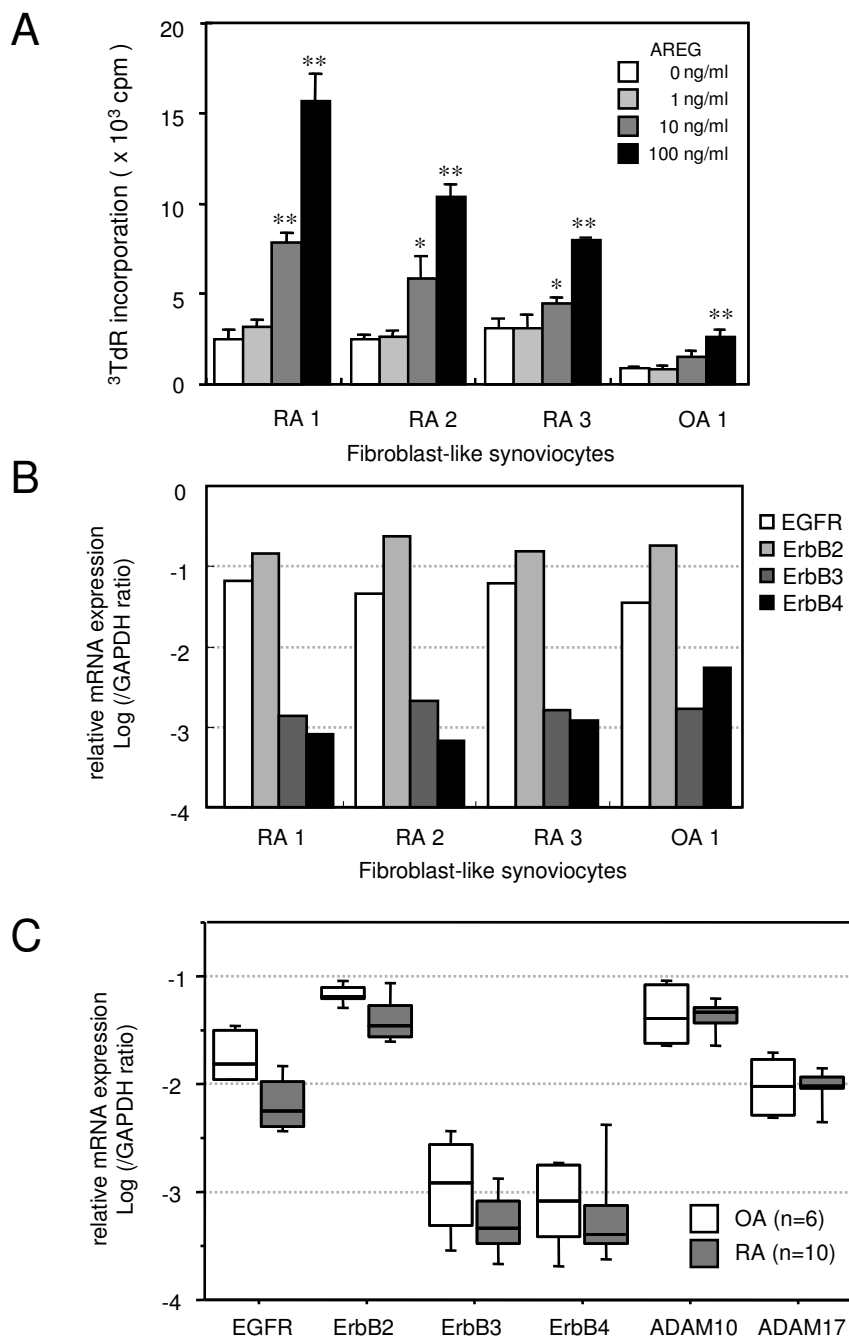 A
20
15
10
5
0
³TdR incorporation ( x 10³ cpm)
AREG
0 ng/ml
1 ng/ml
10 ng/ml
100 ng/ml
** **
* **
* **
**
RA 1 RA 2 RA 3 OA 1
Fibroblast-like synoviocytes
B
0
-1
-2
-3
-4
relative mRNA expression
Log (/GAPDH ratio)
EGFR
ErbB2
ErbB3
ErbB4
RA 1 RA 2 RA 3 OA 1
Fibroblast-like synoviocytes
C
-1
-2
-3
-4
relative mRNA expression
Log (/GAPDH ratio)
OA (n=6)
RA (n=10)
EGFR ErbB2 ErbB3 ErbB4 ADAM10 ADAM17